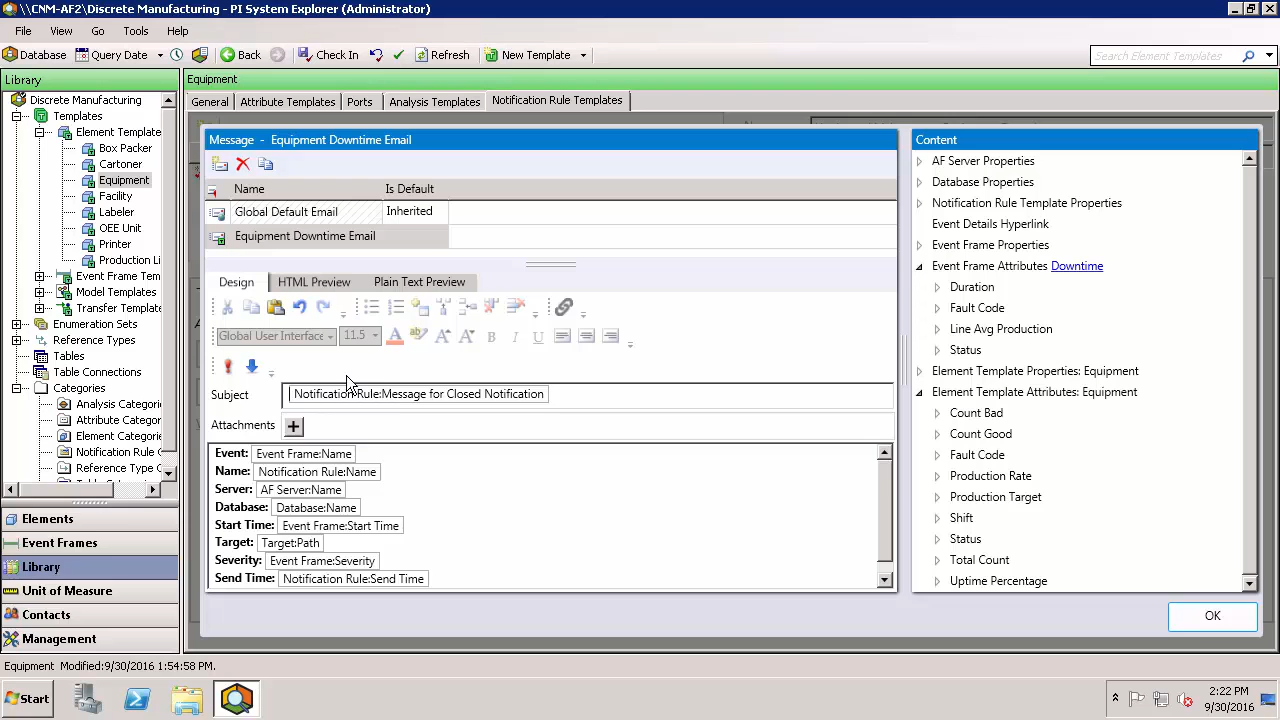 \\CNM-AF2\Discrete Manufacturing - PI System Explorer (Administrator)
File View Go Tools Help
Database Query Date Back Check In Refresh New Template Search Element Templates
Library
Equipment
Discrete Manufacturing
Templates
Element Template
Box Packer
Cartoner
Equipment
Facility
Labeler
OEE Unit
Printer
Production Li
Event Frame Tem
Model Templates
Transfer Templates
Enumeration Sets
Reference Types
Tables
Table Connections
Categories
Analysis Categor
Attribute Categor
Element Categorie
Notification Rule C
Reference Type C
Elements
Event Frames
Library
Unit of Measure
Contacts
Management
General Attribute Templates Ports Analysis Templates Notification Rule Templates
Message - Equipment Downtime Email
Name Is Default
Global Default Email Inherited
Equipment Downtime Email
Design HTML Preview Plain Text Preview
Global User Interface 11.5 A B I U
Subject Notification Rule:Message for Closed Notification
Attachments
Event: Event Frame:Name
Name: Notification Rule:Name
Server: AF Server:Name
Database: Database:Name
Start Time: Event Frame:Start Time
Target: Target:Path
Severity: Event Frame:Severity
Send Time: Notification Rule:Send Time
Content
AF Server Properties
Database Properties
Notification Rule Template Properties
Event Details Hyperlink
Event Frame Properties
Event Frame Attributes Downtime
Duration
Fault Code
Line Avg Production
Status
Element Template Properties: Equipment
Element Template Attributes: Equipment
Count Bad
Count Good
Fault Code
Production Rate
Production Target
Shift
Status
Total Count
Uptime Percentage
OK
Equipment Modified:9/30/2016 1:54:58 PM.
Start
2:22 PM
9/30/2016